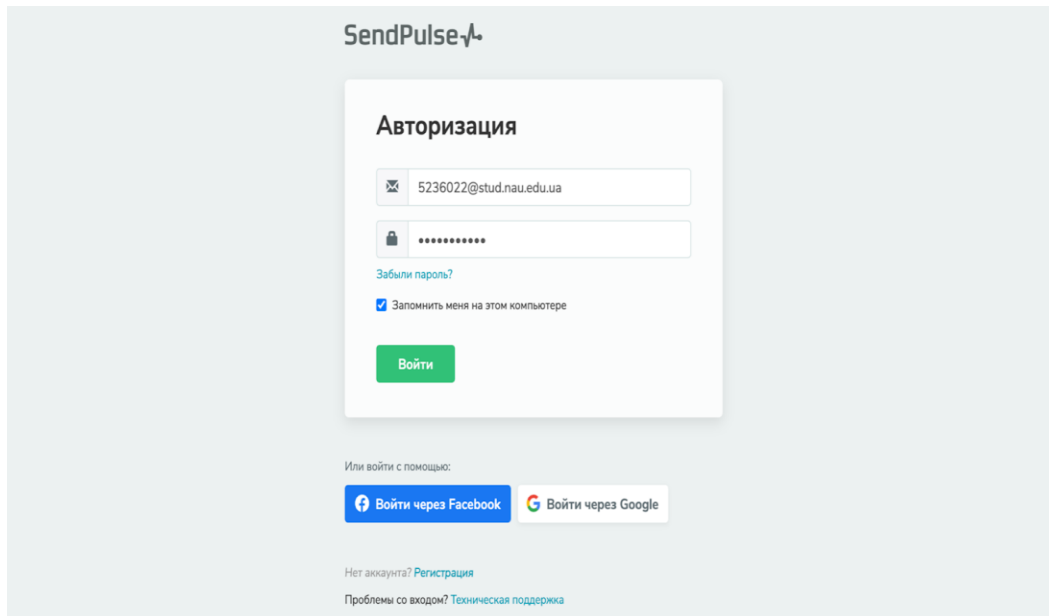 SendPulse
Авторизация
5236022@stud.nau.edu.ua
•••••••••••
Забыли пароль?
Запомнить меня на этом компьютере
Войти
Или войти с помощью:
Войти через Facebook
Войти через Google
Нет аккаунта? Регистрация
Проблемы со входом? Техническая поддержка